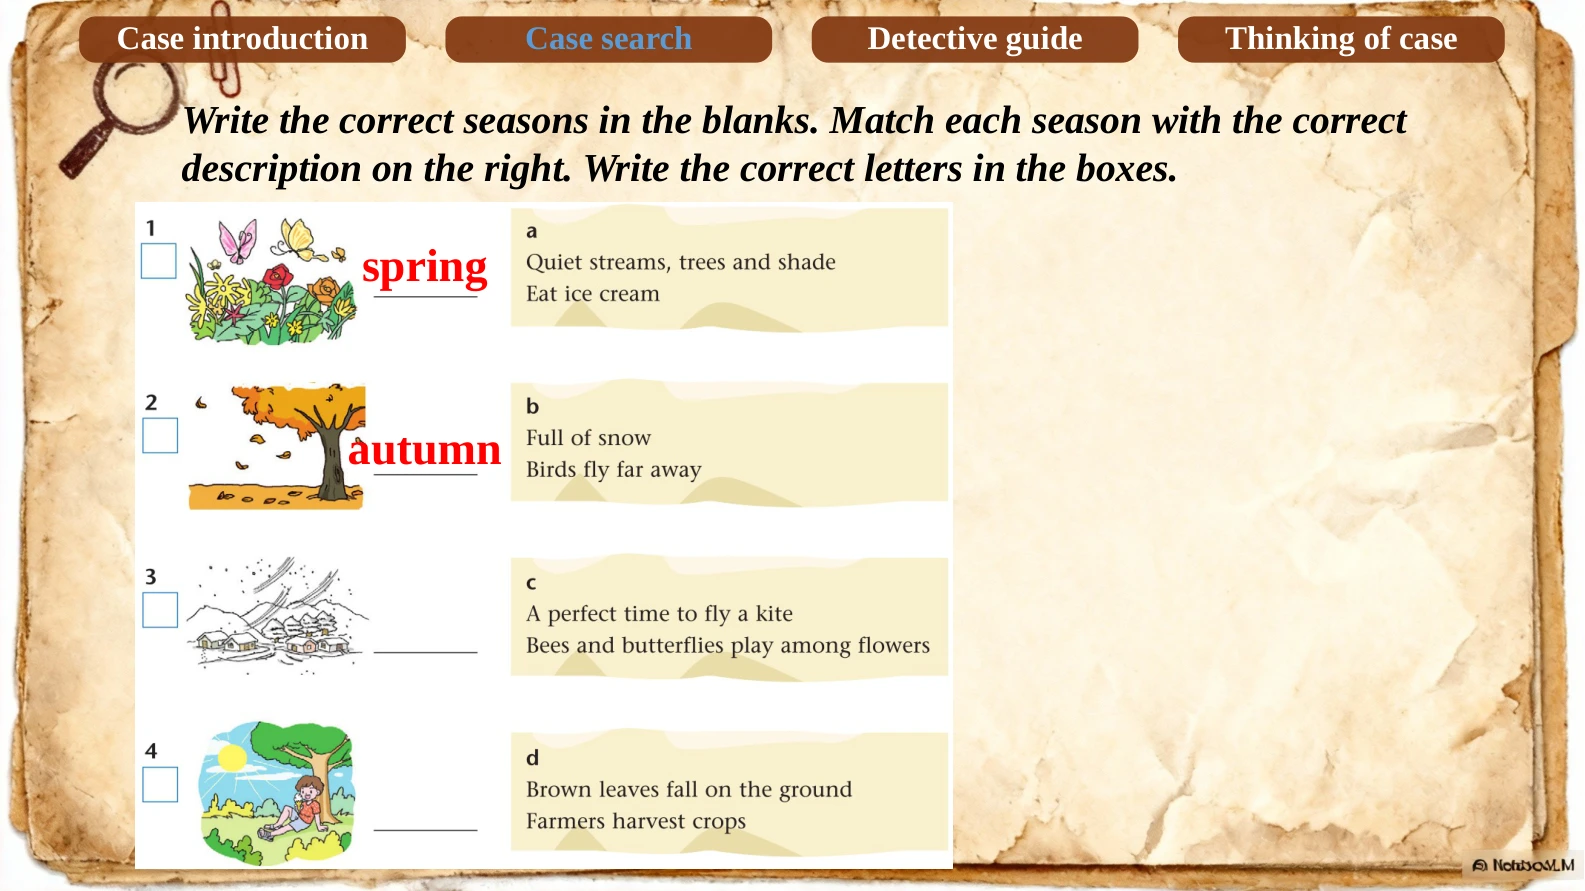 Case introduction
Case search
Detective guide
Thinking of case
Write the correct seasons in the blanks. Match each season with the correct
description on the right. Write the correct letters in the boxes.
1
spring
a
Quiet streams, trees and shade
Eat ice cream
2
autumn
b
Full of snow
Birds fly far away
3
c
A perfect time to fly a kite
Bees and butterflies play among flowers
4
d
Brown leaves fall on the ground
Farmers harvest crops